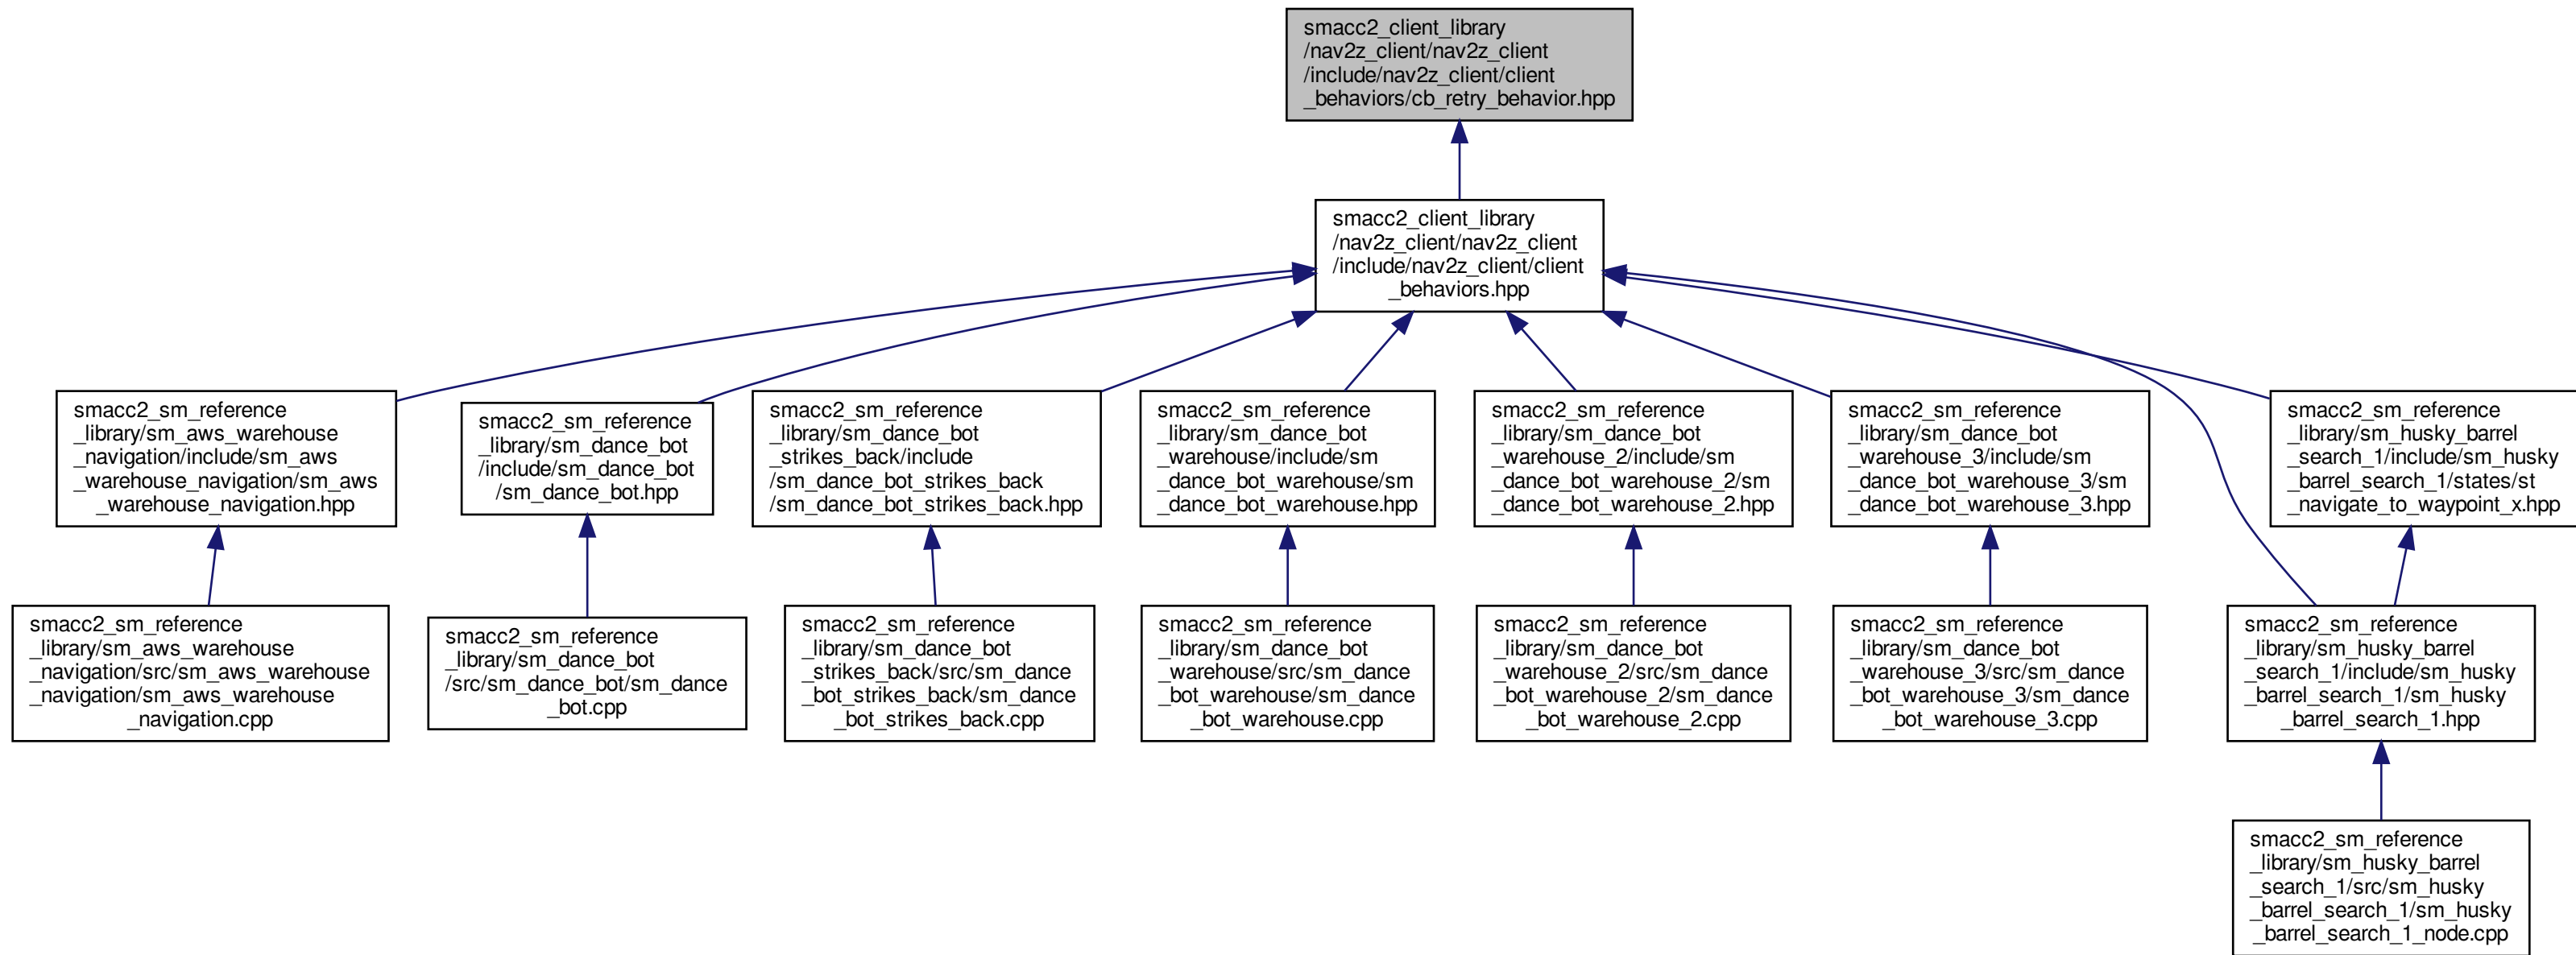 smacc2_client_library
/nav2z_client/nav2z_client
/include/nav2z_client/client
_behaviors/cb_retry_behavior.hpp
smacc2_client_library
/nav2z_client/nav2z_client
/include/nav2z_client/client
_behaviors.hpp
smacc2_sm_reference
_library/sm_aws_warehouse
_navigation/include/sm_aws
_warehouse_navigation/sm_aws
_warehouse_navigation.hpp
smacc2_sm_reference
_library/sm_dance_bot
/include/sm_dance_bot
/sm_dance_bot.hpp
smacc2_sm_reference
_library/sm_dance_bot
_strikes_back/include
/sm_dance_bot_strikes_back
/sm_dance_bot_strikes_back.hpp
smacc2_sm_reference
_library/sm_dance_bot
_warehouse/include/sm
_dance_bot_warehouse/sm
_dance_bot_warehouse.hpp
smacc2_sm_reference
_library/sm_dance_bot
_warehouse_2/include/sm
_dance_bot_warehouse_2/sm
_dance_bot_warehouse_2.hpp
smacc2_sm_reference
_library/sm_dance_bot
_warehouse_3/include/sm
_dance_bot_warehouse_3/sm
_dance_bot_warehouse_3.hpp
smacc2_sm_reference
_library/sm_husky_barrel
_search_1/include/sm_husky
_barrel_search_1/states/st
_navigate_to_waypoint_x.hpp
smacc2_sm_reference
_library/sm_aws_warehouse
_navigation/src/sm_aws_warehouse
_navigation/sm_aws_warehouse
_navigation.cpp
smacc2_sm_reference
_library/sm_dance_bot
/src/sm_dance_bot/sm_dance
_bot.cpp
smacc2_sm_reference
_library/sm_dance_bot
_strikes_back/src/sm_dance
_bot_strikes_back/sm_dance
_bot_strikes_back.cpp
smacc2_sm_reference
_library/sm_dance_bot
_warehouse/src/sm_dance
_bot_warehouse/sm_dance
_bot_warehouse.cpp
smacc2_sm_reference
_library/sm_dance_bot
_warehouse_2/src/sm_dance
_bot_warehouse_2/sm_dance
_bot_warehouse_2.cpp
smacc2_sm_reference
_library/sm_dance_bot
_warehouse_3/src/sm_dance
_bot_warehouse_3/sm_dance
_bot_warehouse_3.cpp
smacc2_sm_reference
_library/sm_husky_barrel
_search_1/include/sm_husky
_barrel_search_1/sm_husky
_barrel_search_1.hpp
smacc2_sm_reference
_library/sm_husky_barrel
_search_1/src/sm_husky
_barrel_search_1/sm_husky
_barrel_search_1_node.cpp